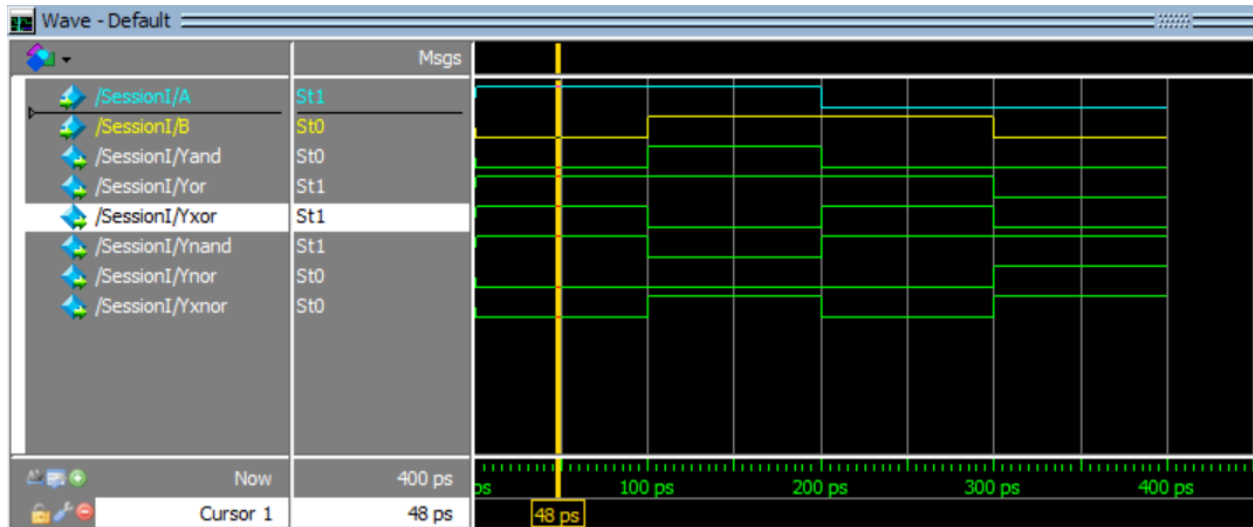 Wave - Default
Msgs
/SessionI/A St1
/SessionI/B St0
/SessionI/Yand St0
/SessionI/Yor St1
/SessionI/Yxor St1
/SessionI/Ynand St1
/SessionI/Ynor St0
/SessionI/Yxnor St0
Now 400 ps ps 100 ps 200 ps 300 ps 400 ps
Cursor 1 48 ps 48 ps